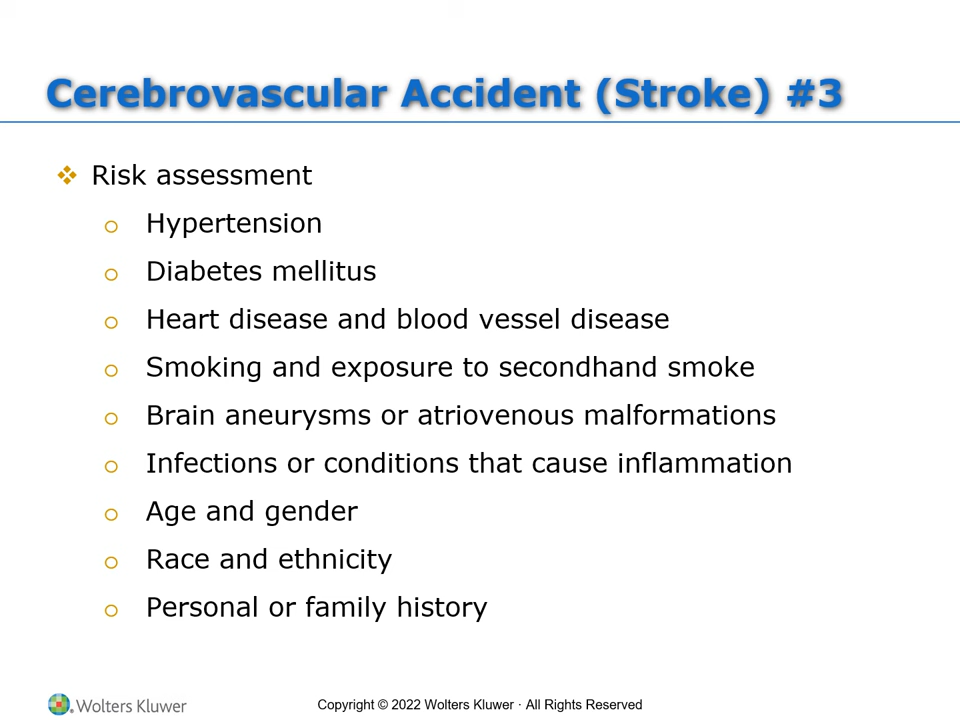 Cerebrovascular Accident (Stroke) #3
❖ Risk assessment
o Hypertension
o Diabetes mellitus
o Heart disease and blood vessel disease
o Smoking and exposure to secondhand smoke
o Brain aneurysms or atriovenous malformations
o Infections or conditions that cause inflammation
o Age and gender
o Race and ethnicity
o Personal or family history
Wolters Kluwer
Copyright © 2022 Wolters Kluwer · All Rights Reserved